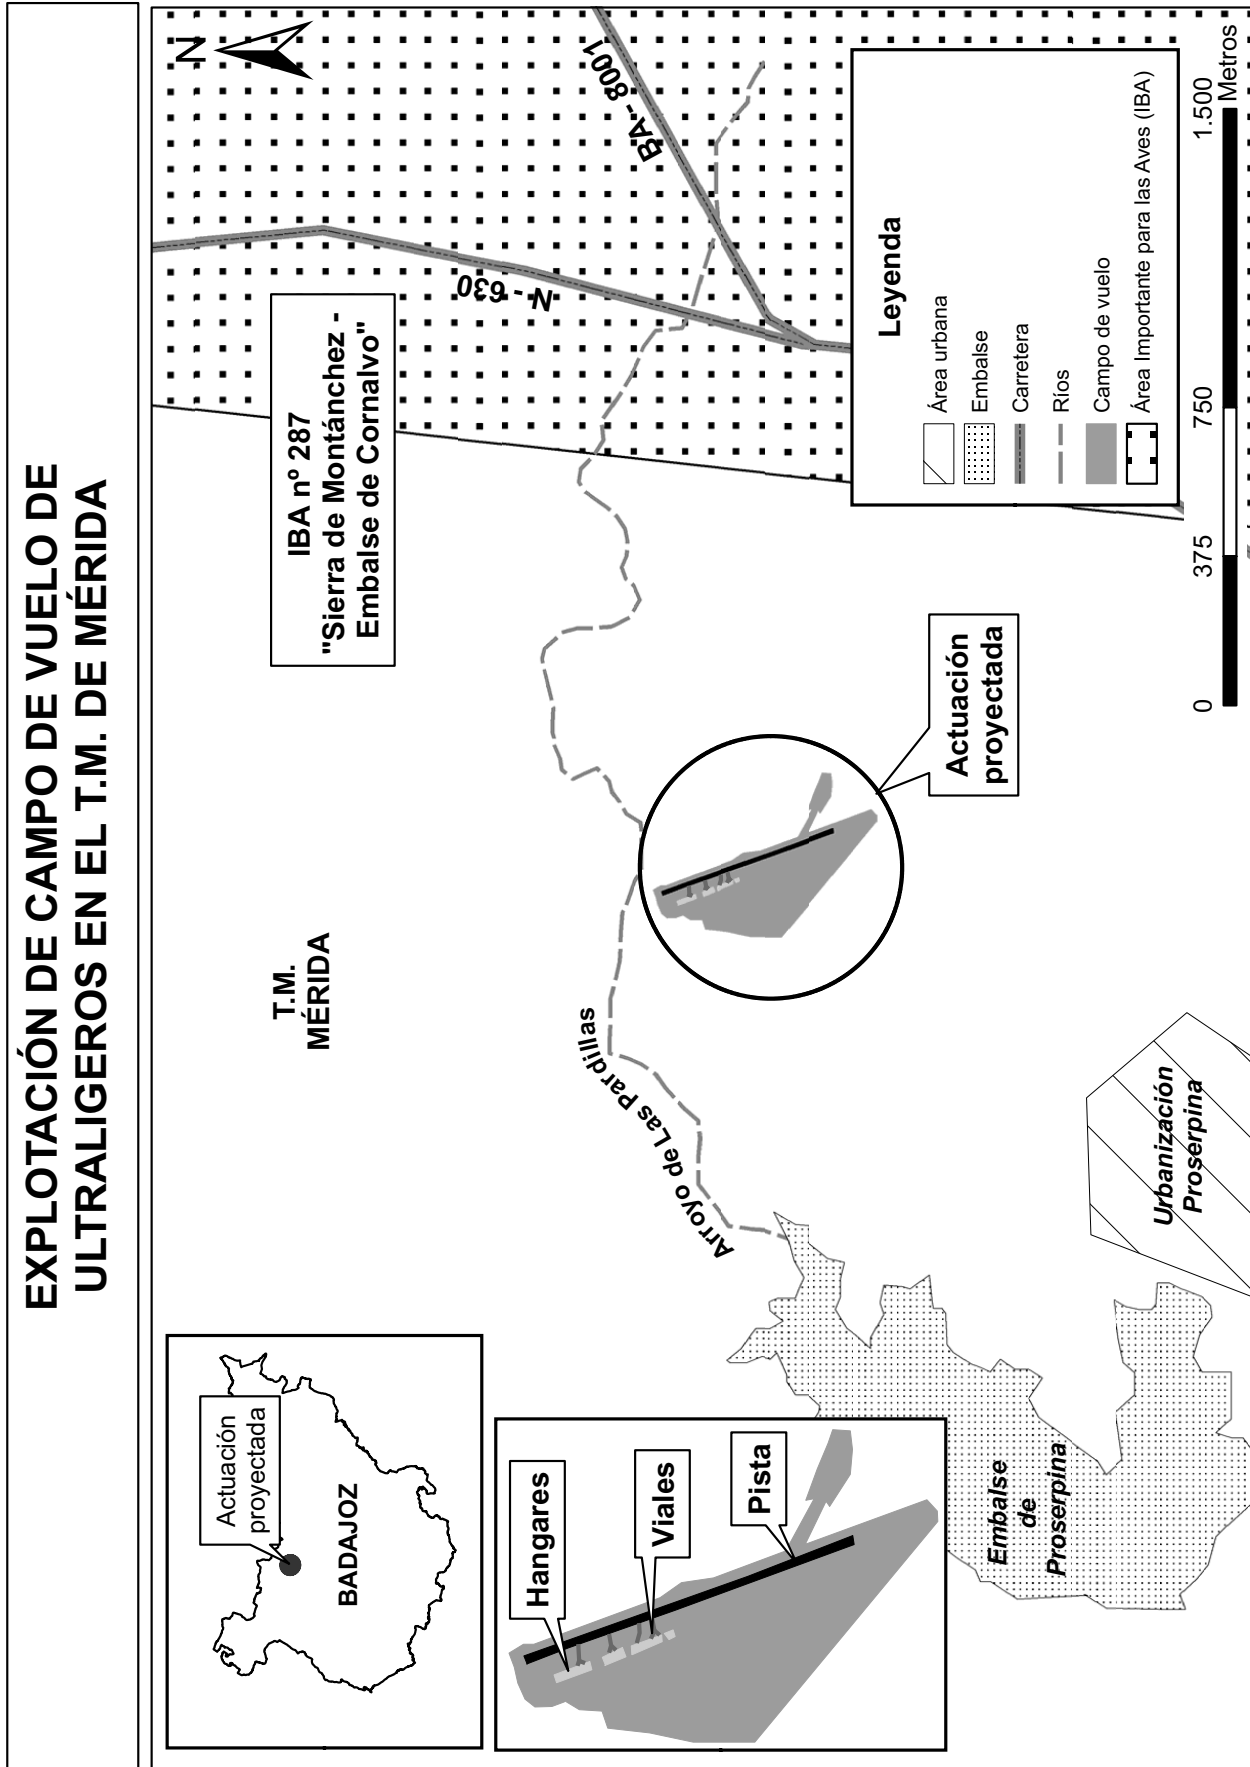 EXPLOTACIÓN DE CAMPO DE VUELO DE
ULTRALIGEROS EN EL T.M. DE MÉRIDA
Actuación
proyectada
BADAJOZ
T.M.
MÉRIDA
IBA nº 287
"Sierra de Montánchez -
Embalse de Cornalvo"
N
N - 630
BA - 8001
Hangares
Viales
Pista
Arroyo de Las Pardillas
Actuación
proyectada
Embalse
de
Proserpina
Urbanización
Proserpina
Leyenda
Área urbana
Embalse
Carretera
Ríos
Campo de vuelo
Área Importante para las Aves (IBA)
0 375 750 1.500
Metros